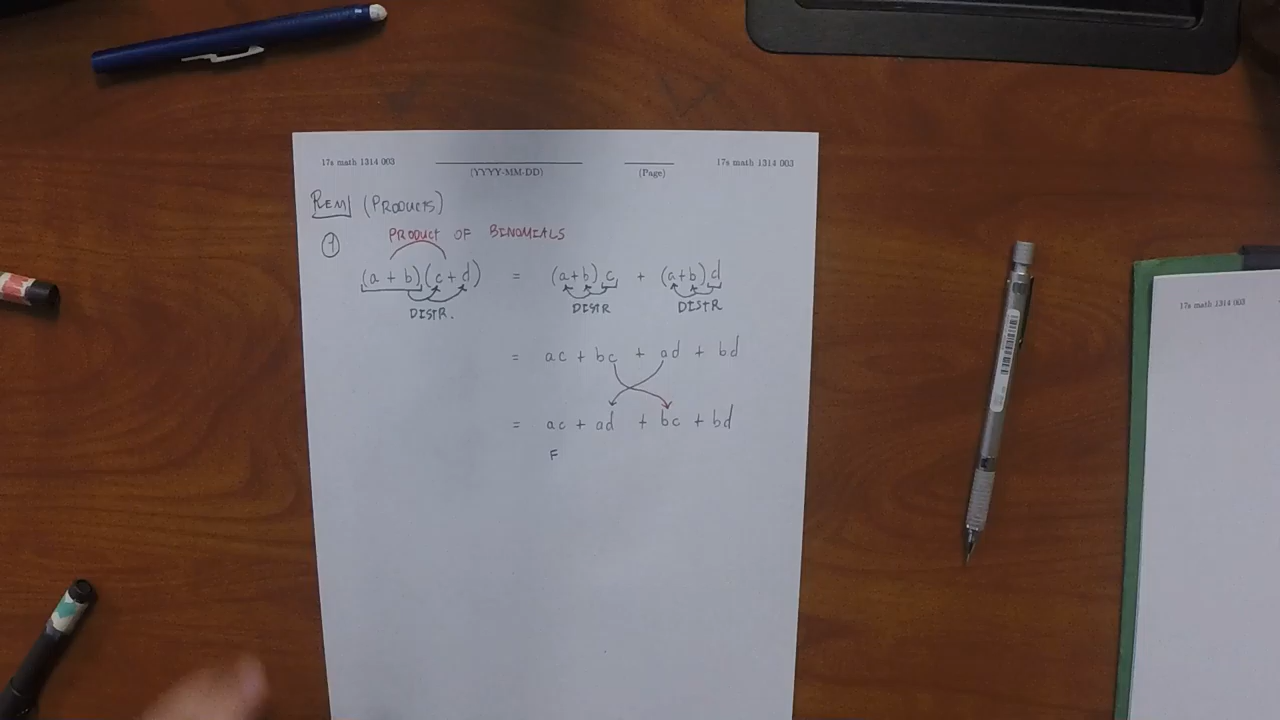 17s math 1314 003 (YYYY-MM-DD) (Page) 17s math 1314 003
REM (PRODUCTS)
1 PRODUCT OF BINOMIALS
(a + b)(c + d) = (a+b)c + (a+b)d
DISTR. DISTR DISTR
= ac + bc + ad + bd
= ac + ad + bc + bd
F
17s math 1314 003